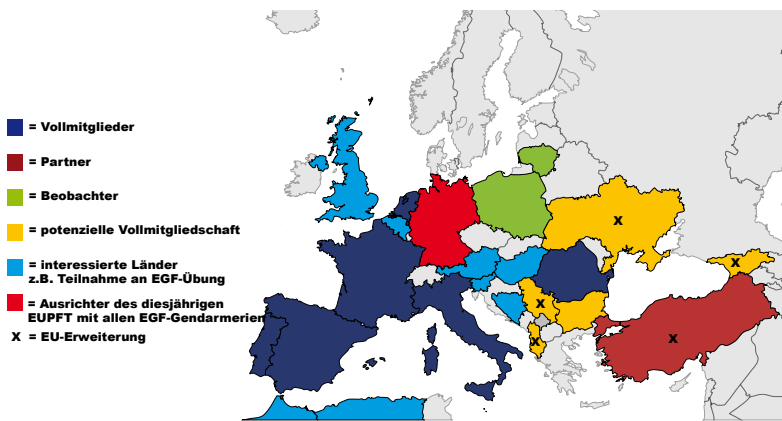 = Vollmitglieder
= Partner
= Beobachter
= potenzielle Vollmitgliedschaft
= interessierte Länder
z.B. Teilnahme an EGF-Übung
= Ausrichter des diesjährigen
EUPFT mit allen EGF-Gendarmerien
X = EU-Erweiterung
X
X
X
X
X